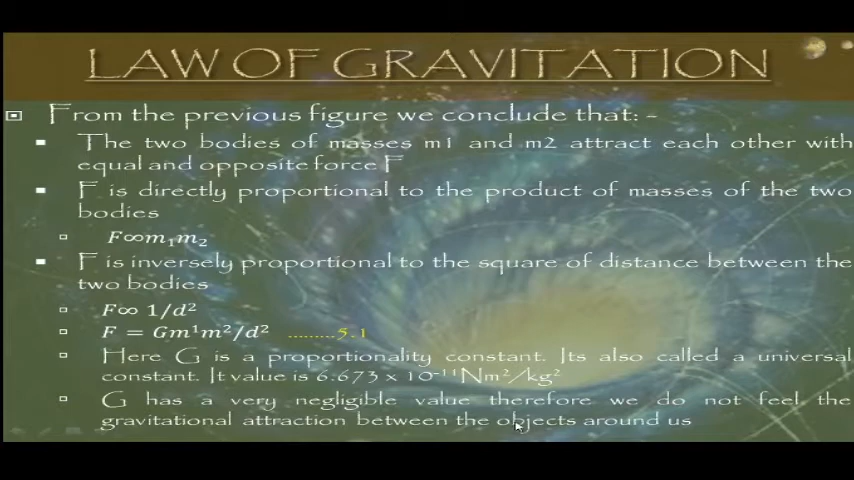 LAW OF GRAVITATION
From the previous figure we conclude that: -
The two bodies of masses m1 and m2 attract each other with
equal and opposite force F
F is directly proportional to the product of masses of the two
bodies
F∞m₁m₂
F is inversely proportional to the square of distance between the
two bodies
F∞ 1/d²
F = Gm¹m²/d² ........5.1
Here G is a proportionality constant. Its also called a universal
constant. It value is 6.673 x 10⁻¹¹Nm²/kg²
G has a very negligible value therefore we do not feel the
gravitational attraction between the objects around us